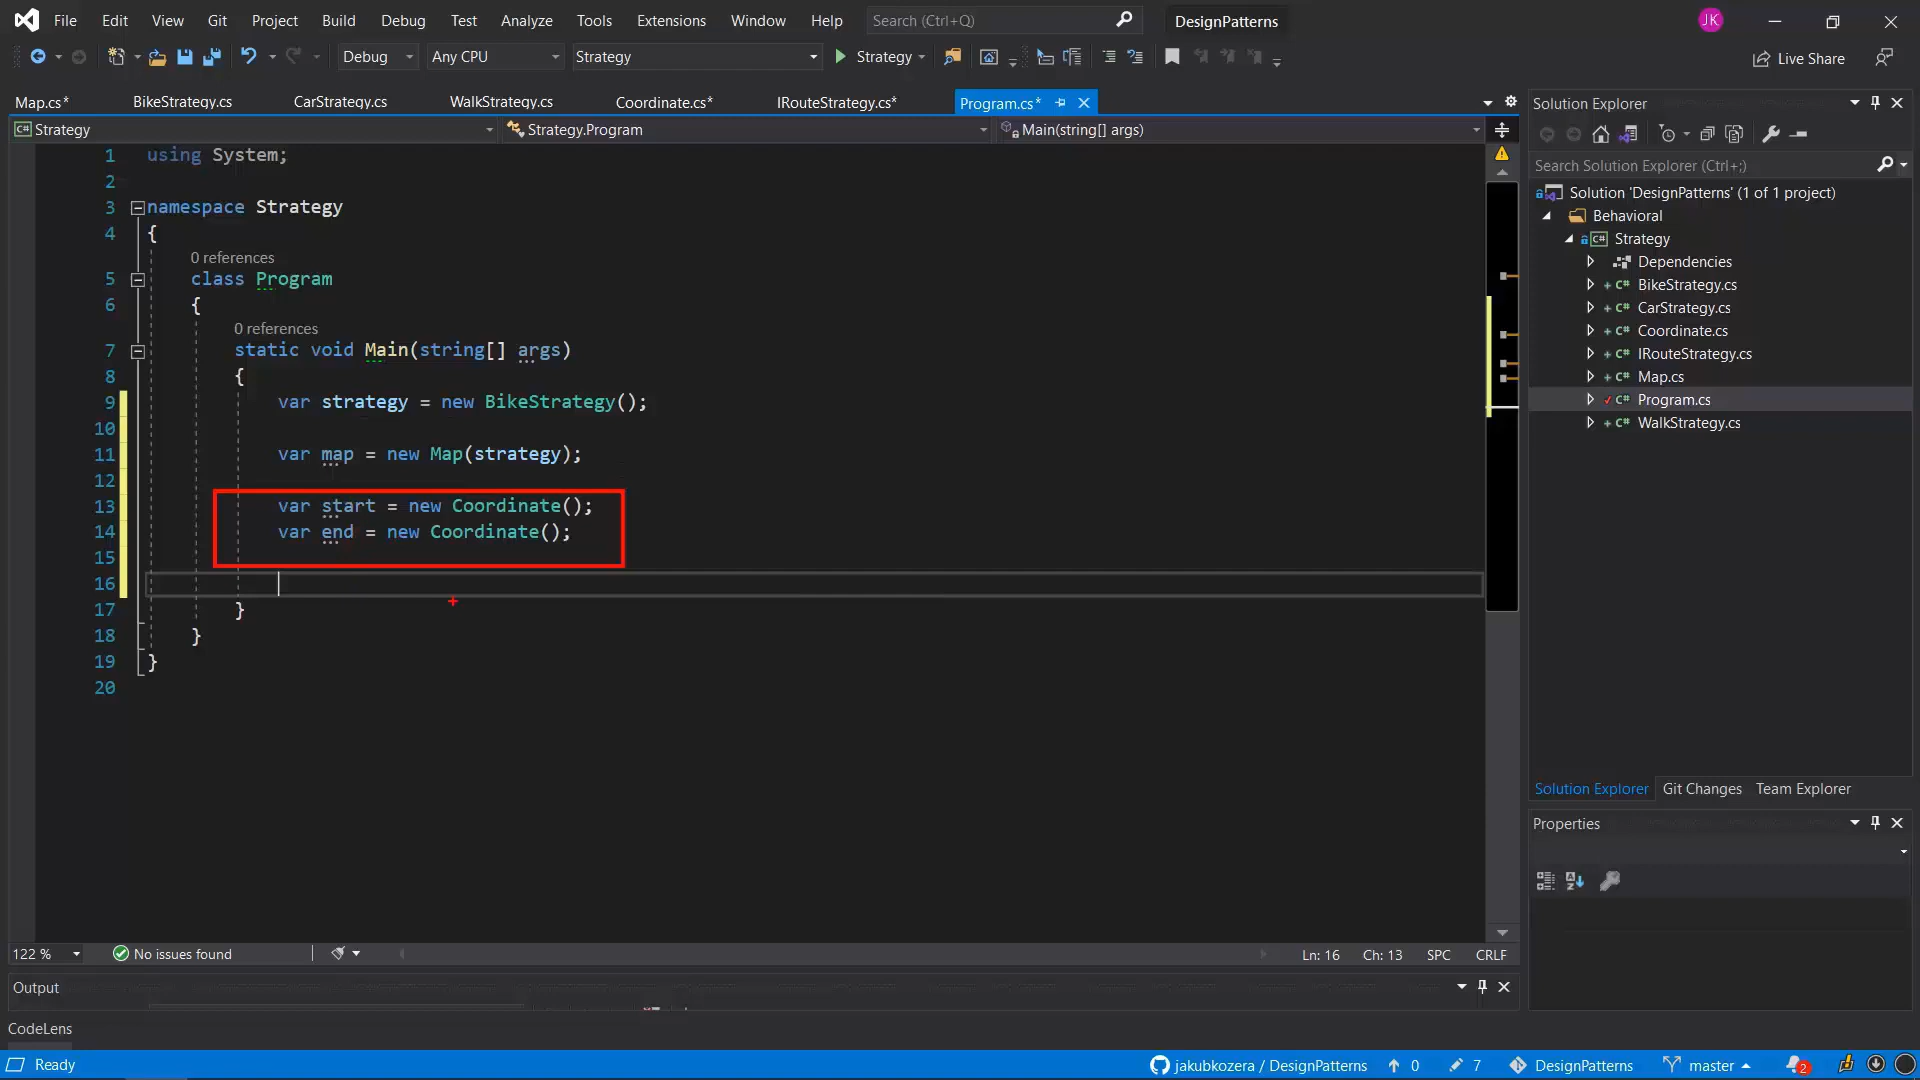 File Edit View Git Project Build Debug Test Analyze Tools Extensions Window Help Search (Ctrl+Q) DesignPatterns JK
Debug Any CPU Strategy Strategy Live Share
Map.cs* BikeStrategy.cs CarStrategy.cs WalkStrategy.cs Coordinate.cs* IRouteStrategy.cs* Program.cs*
C# Strategy Strategy.Program Main(string[] args)
1 using System;
2
3 namespace Strategy
4 {
0 references
5 class Program
6 {
0 references
7 static void Main(string[] args)
8 {
9 var strategy = new BikeStrategy();
10
11 var map = new Map(strategy);
12
13 var start = new Coordinate();
14 var end = new Coordinate();
15
16
17 }
18 }
19 }
20
122 % No issues found Ln: 16 Ch: 13 SPC CRLF
Output
CodeLens
Solution Explorer
Search Solution Explorer (Ctrl+;)
Solution 'DesignPatterns' (1 of 1 project)
Behavioral
C# Strategy
Dependencies
C# BikeStrategy.cs
C# CarStrategy.cs
C# Coordinate.cs
C# IRouteStrategy.cs
C# Map.cs
C# Program.cs
C# WalkStrategy.cs
Solution Explorer Git Changes Team Explorer
Properties
Ready jakubkozera / DesignPatterns 0 7 DesignPatterns master 2